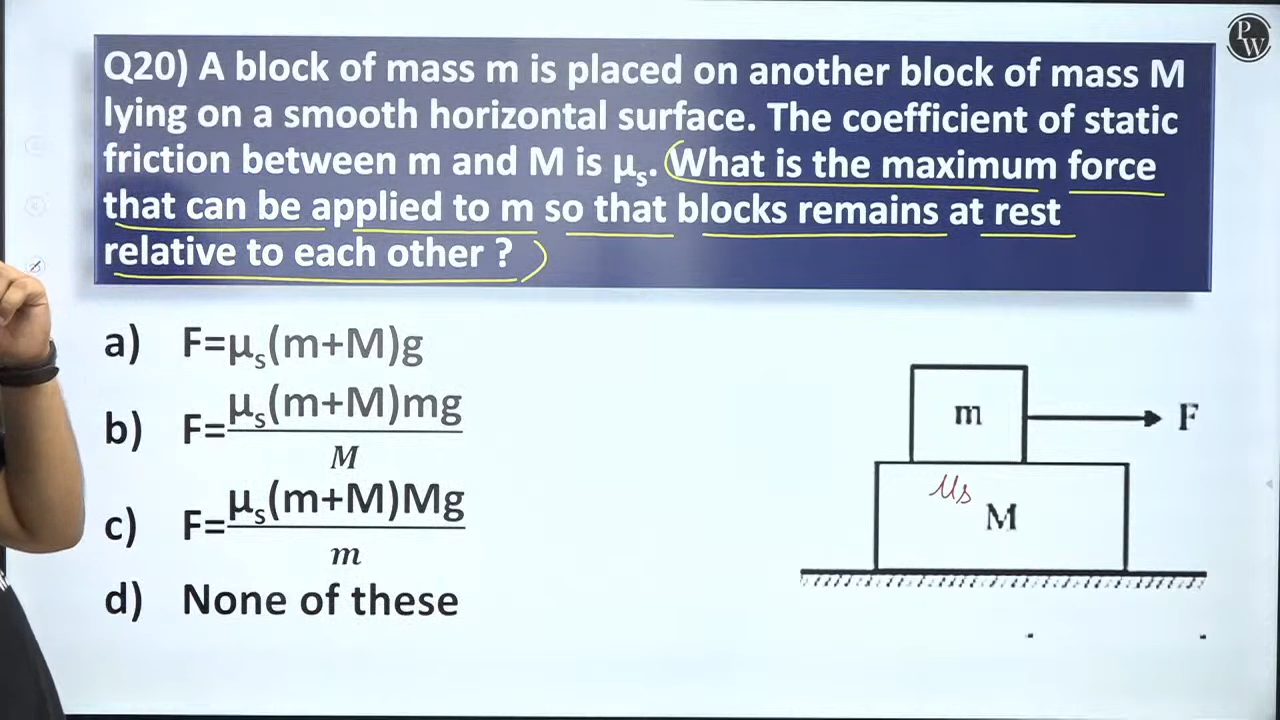 PW
Q20) A block of mass m is placed on another block of mass M
lying on a smooth horizontal surface. The coefficient of static
friction between m and M is μₛ. What is the maximum force
that can be applied to m so that blocks remains at rest
relative to each other ?
a) F=μₛ(m+M)g
b) F=μₛ(m+M)mg/M
c) F=μₛ(m+M)Mg/m
d) None of these
m
F
μs
M